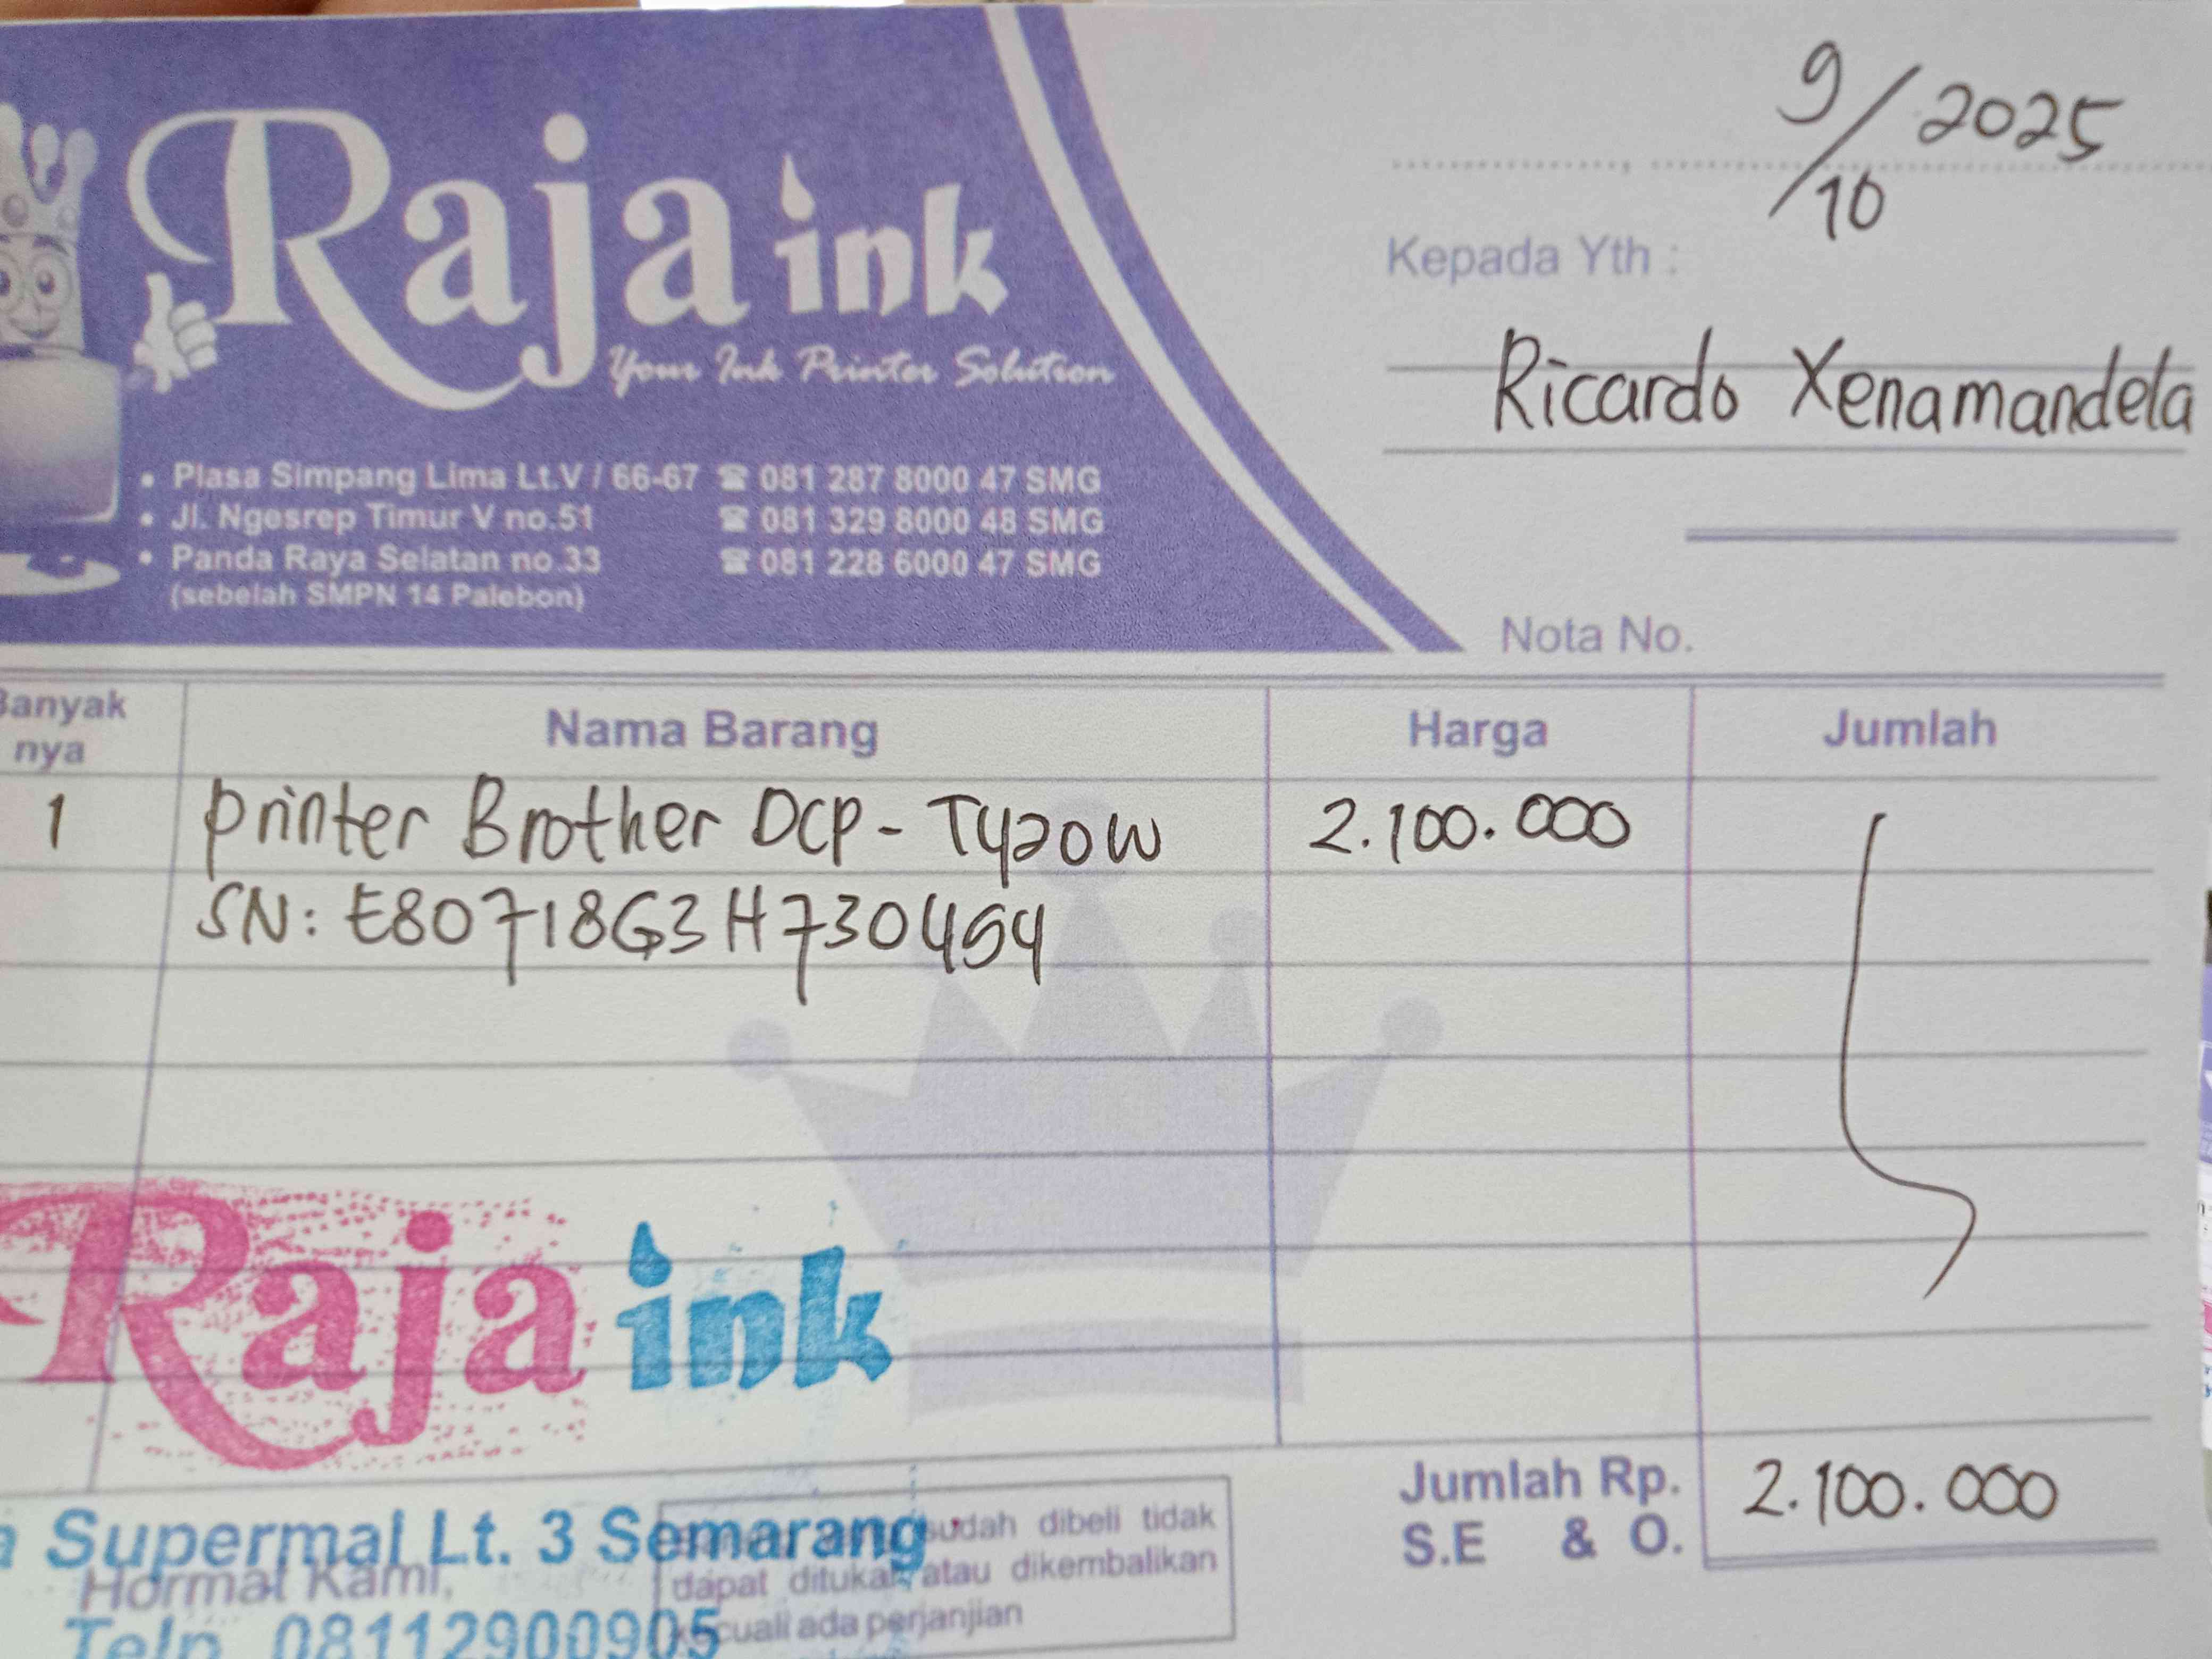 Raja ink
Your Ink Printer Solution
• Plasa Simpang Lima Lt.V / 66-67 ☎ 081 287 8000 47 SMG
• Jl. Ngesrep Timur V no.51 ☎ 081 329 8000 48 SMG
• Panda Raya Selatan no.33 ☎ 081 228 6000 47 SMG
(sebelah SMPN 14 Palebon)
9/10/2025
Kepada Yth :
Ricardo Xenamandela
Nota No.
Banyak nya Nama Barang Harga Jumlah
1 printer Brother DCP-T420W 2.100.000
SN: E80718G3H730454
Raja ink
Supermal Lt. 3 Semarang
Hormat Kami,
Telp 08112900905
sudah dibeli tidak
dapat ditukar atau dikembalikan
kecuali ada perjanjian
Jumlah Rp. 2.100.000
S.E & O.